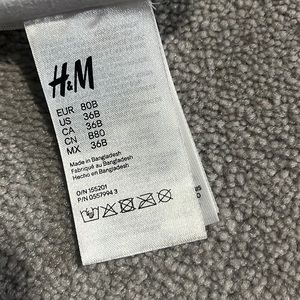 H&M
EUR 80B
US 36B
CA 36B
CN B80
MX 36B
Made in Bangladesh
Fabriqué au Bangladesh
Hecho en Bangladesh
O/N 155201
P/N 0557994 3